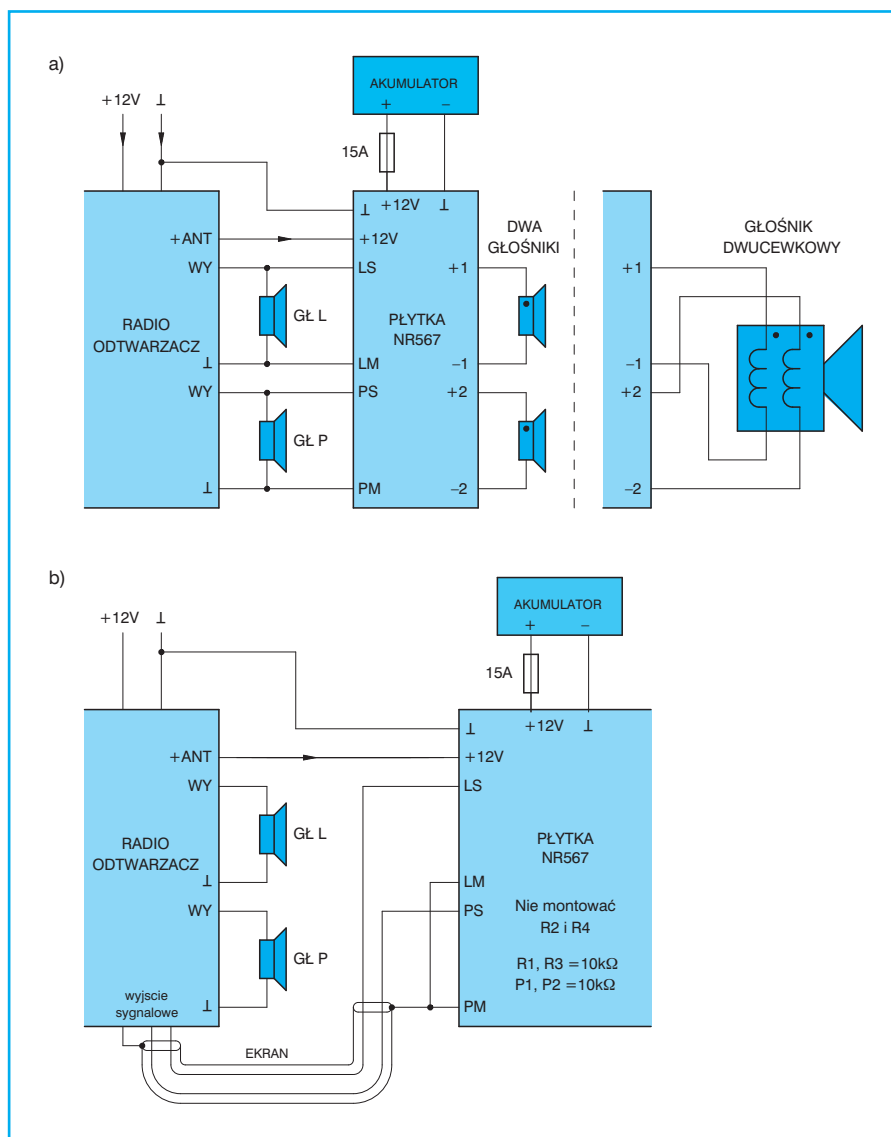 a)
AKUMULATOR
+ −
+12V ⊥
15A
⊥ +12V ⊥
+ANT +12V
WY LS
GŁ L
RADIO
ODTWARZACZ
⊥ LM
WY PS
GŁ P
⊥ PM
PŁYTKA
NR567
+1
−1
+2
−2
DWA
GŁOŚNIKI
GŁOŚNIK
DWUCEWKOWY
+1
−1
+2
−2
b)
AKUMULATOR
+ −
+12V ⊥
15A
⊥ +12V ⊥
+ANT +12V
WY LS
GŁ L
RADIO
ODTWARZACZ
⊥ LM
WY PS
GŁ P
⊥ PM
wyjscie
sygnalowe
EKRAN
PŁYTKA
NR567
Nie montować
R2 i R4
R1, R3 =10kΩ
P1, P2 =10kΩ